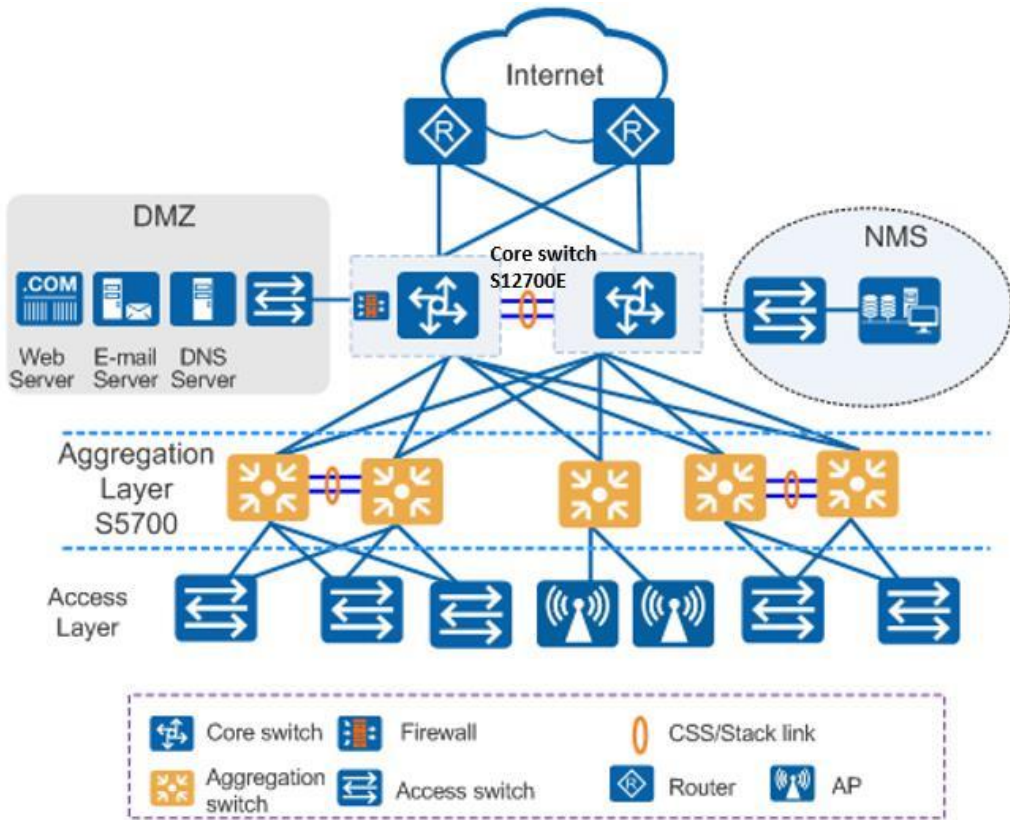 Internet
R
R
DMZ
.COM
Web
Server
E-mail
Server
DNS
Server
Core switch
S12700E
NMS
Aggregation
Layer
S5700
Access
Layer
Core switch
Firewall
CSS/Stack link
Aggregation
switch
Access switch
R
Router
AP